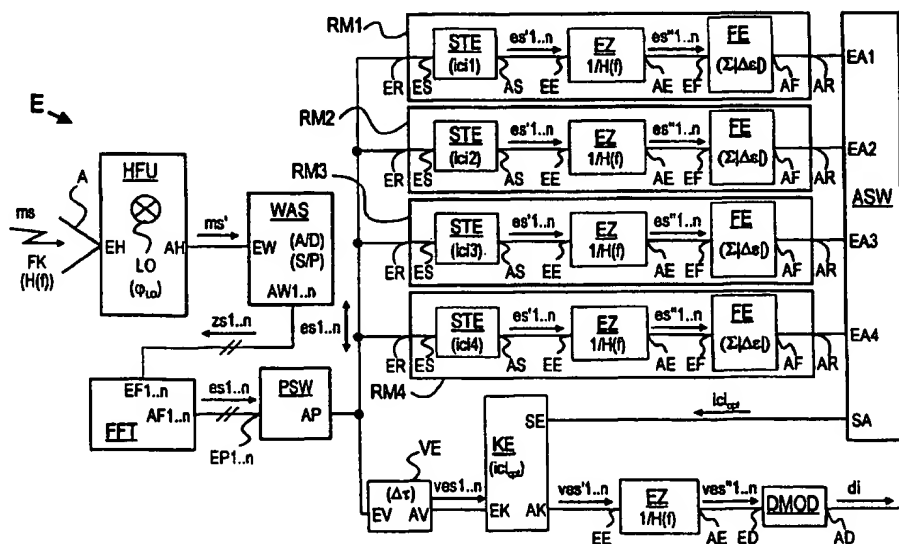 RM1
STE
(ici1)
es'1..n
EZ
1/H(f)
es"1..n
FE
(Σ|Δε|)
ER
ES
AS
EE
AE
EF
AF
AR
EA1
RM2
STE
(ici2)
es'1..n
EZ
1/H(f)
es"1..n
FE
(Σ|Δε|)
ER
ES
AS
EE
AE
EF
AF
AR
EA2
ASW
RM3
STE
(ici3)
es'1..n
EZ
1/H(f)
es"1..n
FE
(Σ|Δε|)
ER
ES
AS
EE
AE
EF
AF
AR
EA3
STE
(ici4)
es'1..n
EZ
1/H(f)
es"1..n
FE
(Σ|Δε|)
ER
ES
AS
EE
AE
EF
AF
AR
EA4
RM4
E
A
ms
FK
(H(f))
HFU
EH
AH
LO
(φLO)
ms'
WAS
EW
(A/D)
(S/P)
AW1..n
zs1..n
es1..n
EF1..n
AF1..n
FFT
es1..n
EP1..n
PSW
AP
iciopt
SA
SE
KE
(iciopt)
EK
AK
VE
(Δτ)
EV
AV
ves1..n
ves'1..n
EE
EZ
1/H(f)
AE
ves"1..n
ED
DMOD
AD
di